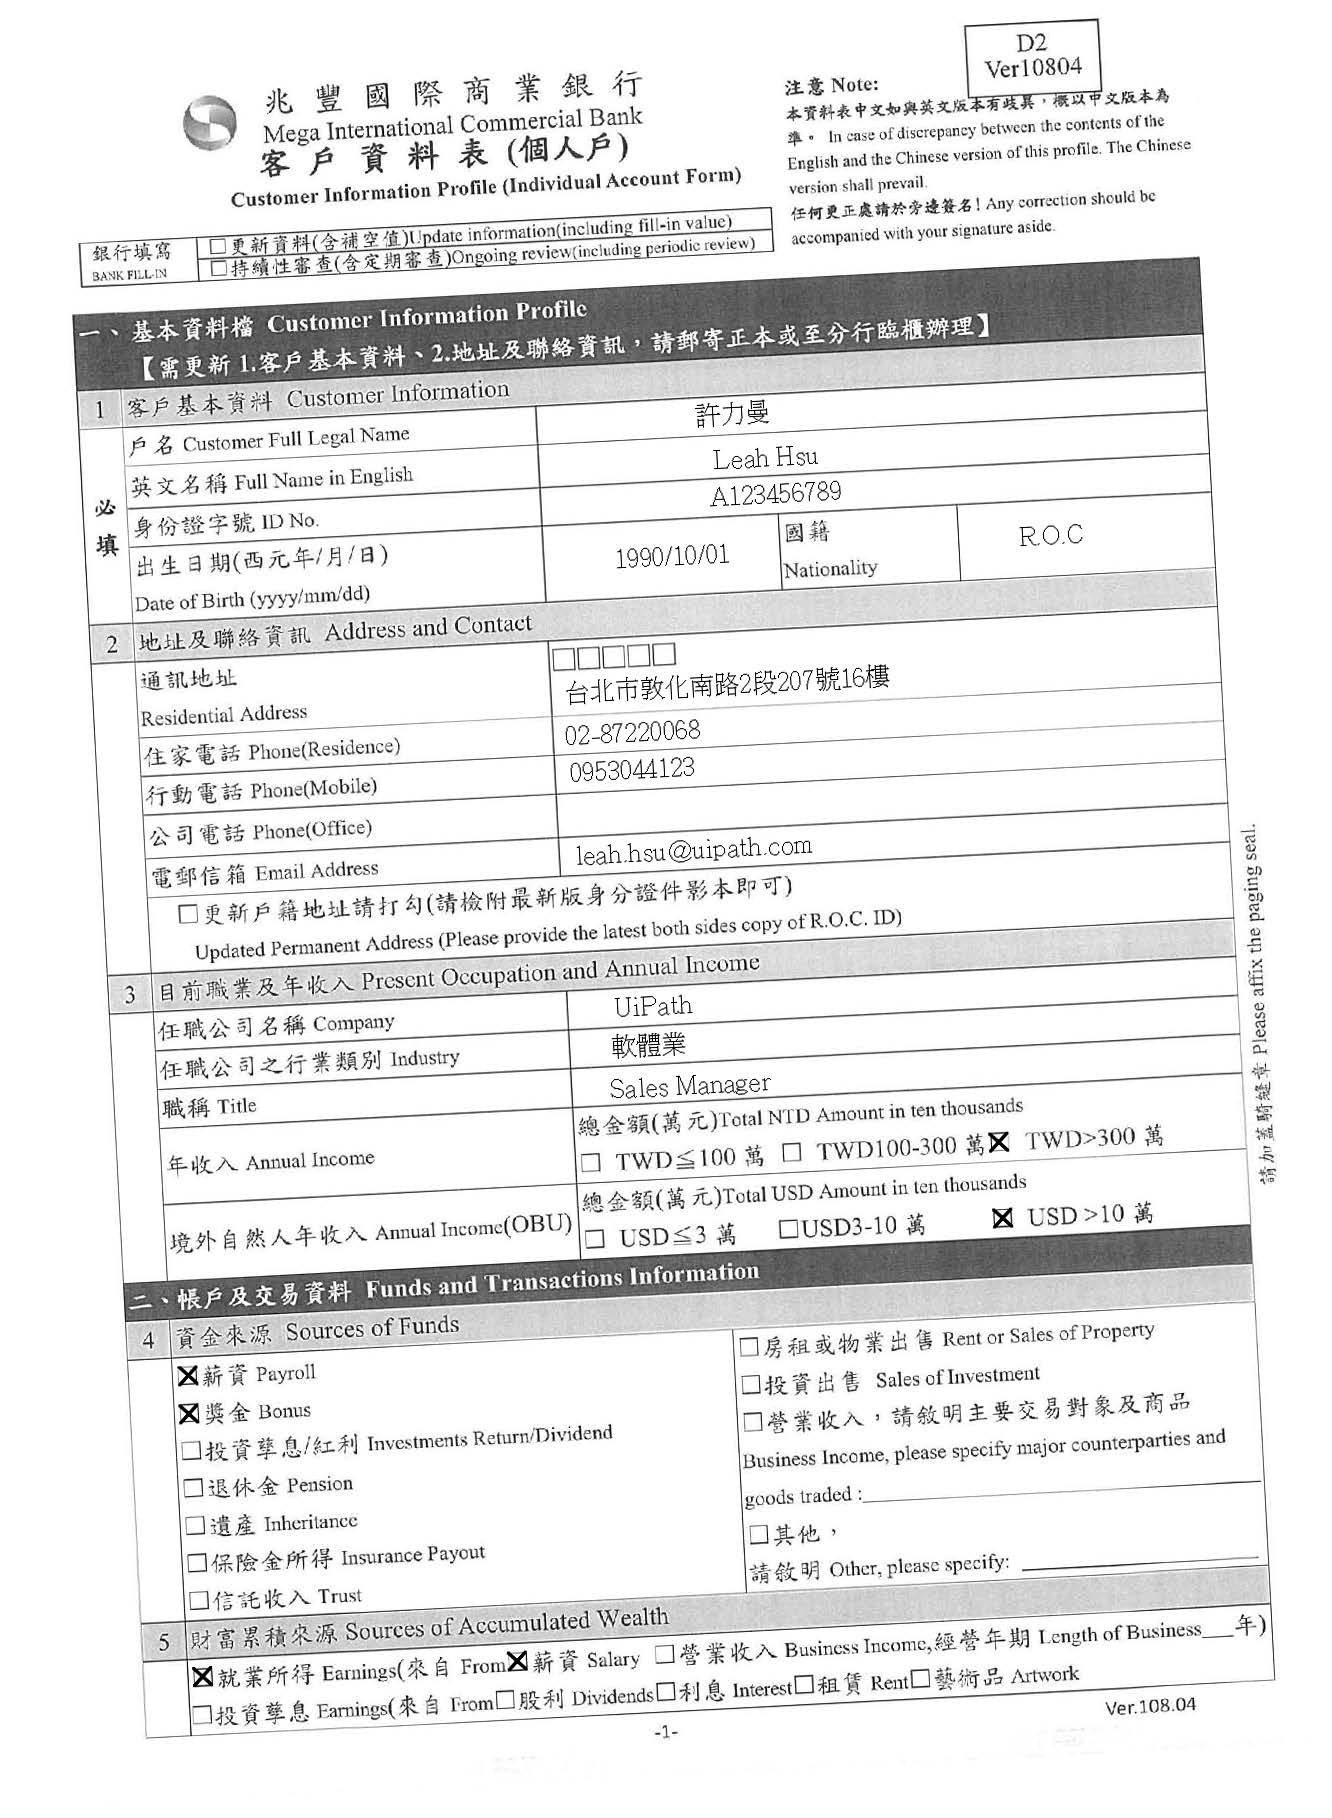 D2
Ver10804
兆豐國際商業銀行
Mega International Commercial Bank
客戶資料表(個人戶)
Customer Information Profile (Individual Account Form)
注意 Note:
本資料表中文如與英文版本有歧異，概以中文版本為
準。 In case of discrepancy between the contents of the
English and the Chinese version of this profile. The Chinese
version shall prevail.
任何更正處請於旁邊簽名! Any correction should be
accompanied with your signature aside.
銀行填寫
BANK FILL-IN
□更新資料(含補空值)Update information(including fill-in value)
□持續性審查(含定期審查)Ongoing review(including periodic review)
一、基本資料檔 Customer Information Profile
【需更新 1.客戶基本資料、2.地址及聯絡資訊，請郵寄正本或至分行臨櫃辦理】
1 客戶基本資料 Customer Information
必填
戶名 Customer Full Legal Name 許力曼
英文名稱 Full Name in English Leah Hsu
身份證字號 ID No. A123456789
出生日期(西元年/月/日)
Date of Birth (yyyy/mm/dd)
1990/10/01
國籍
Nationality
R.O.C
2 地址及聯絡資訊 Address and Contact
通訊地址
Residential Address
□□□□□
台北市敦化南路2段207號16樓
住家電話 Phone(Residence) 02-87220068
行動電話 Phone(Mobile) 0953044123
公司電話 Phone(Office)
電郵信箱 Email Address leah.hsu@uipath.com
□更新戶籍地址請打勾(請檢附最新版身分證件影本即可)
Updated Permanent Address (Please provide the latest both sides copy of R.O.C. ID)
3 目前職業及年收入 Present Occupation and Annual Income
任職公司名稱 Company UiPath
任職公司之行業類別 Industry 軟體業
職稱 Title Sales Manager
年收入 Annual Income
總金額(萬元)Total NTD Amount in ten thousands
□ TWD≦100 萬 □ TWD100-300 萬☒ TWD>300 萬
境外自然人年收入 Annual Income(OBU)
總金額(萬元)Total USD Amount in ten thousands
□ USD≦3 萬 □USD3-10 萬 ☒ USD >10 萬
二、帳戶及交易資料 Funds and Transactions Information
4 資金來源 Sources of Funds
☒薪資 Payroll
☒獎金 Bonus
□投資孳息/紅利 Investments Return/Dividend
□退休金 Pension
□遺產 Inheritance
□保險金所得 Insurance Payout
□信託收入 Trust
□房租或物業出售 Rent or Sales of Property
□投資出售 Sales of Investment
□營業收入，請敘明主要交易對象及商品
Business Income, please specify major counterparties and
goods traded :
□其他，
請敘明 Other, please specify:
5 財富累積來源 Sources of Accumulated Wealth
☒就業所得 Earnings(來自 From☒薪資 Salary □營業收入 Business Income,經營年期 Length of Business___年)
□投資孳息 Earnings(來自 From□股利 Dividends□利息 Interest□租賃 Rent□藝術品 Artwork
-1-
Ver.108.04
請加蓋騎縫章 Please affix the paging seal.